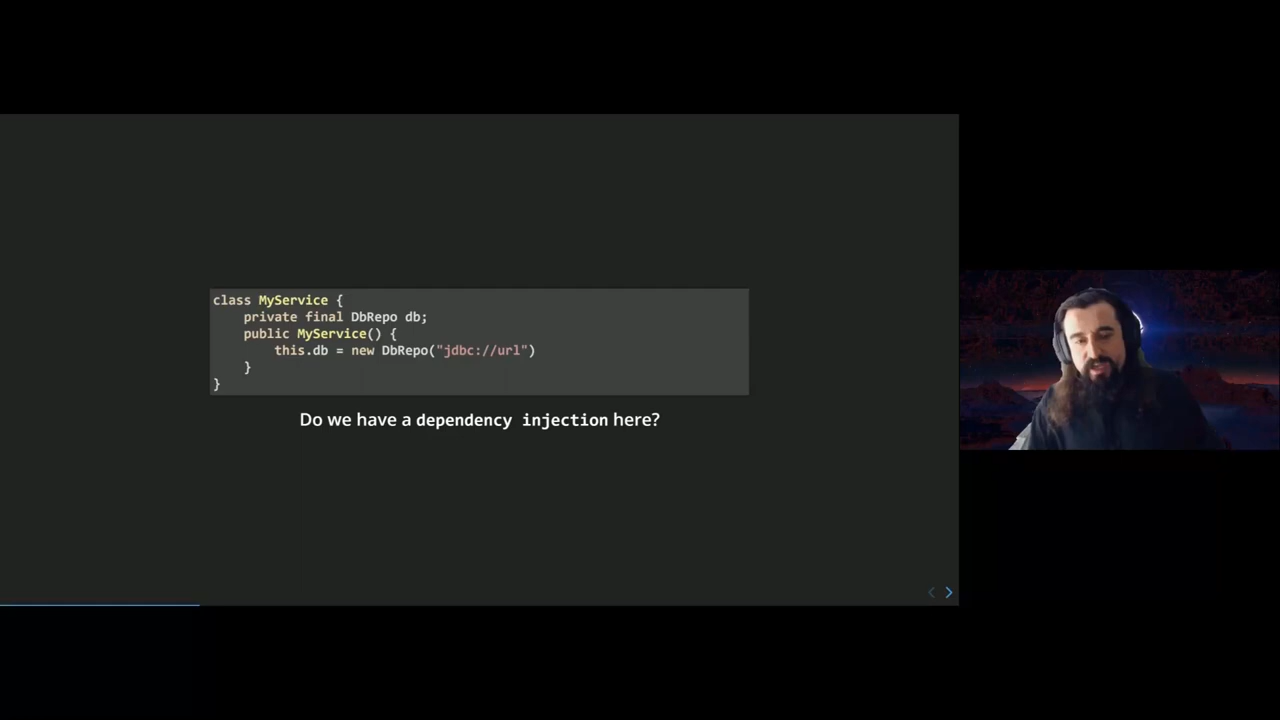 class MyService {
    private final DbRepo db;
    public MyService() {
        this.db = new DbRepo("jdbc://url")
    }
}
Do we have a dependency injection here?